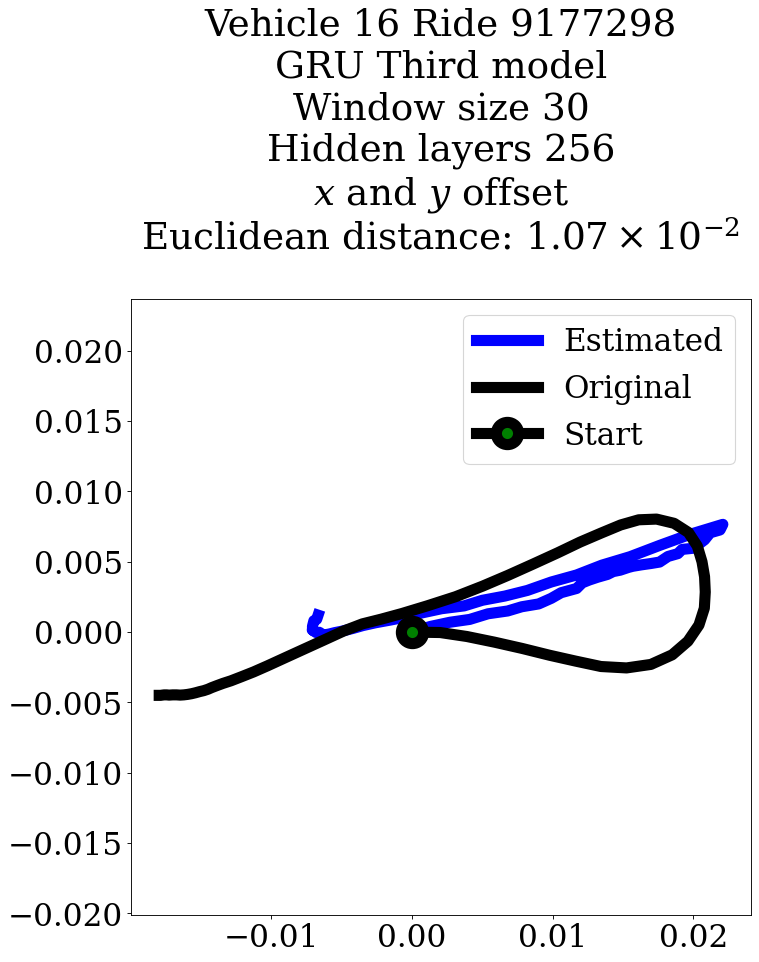 Vehicle 16 Ride 9177298
GRU Third model
Window size 30
Hidden layers 256
x and y offset
Euclidean distance: 1.07 × 10⁻²
Estimated
Original
Start
0.020
0.015
0.010
0.005
0.000
−0.005
−0.010
−0.015
−0.020
−0.01 0.00 0.01 0.02